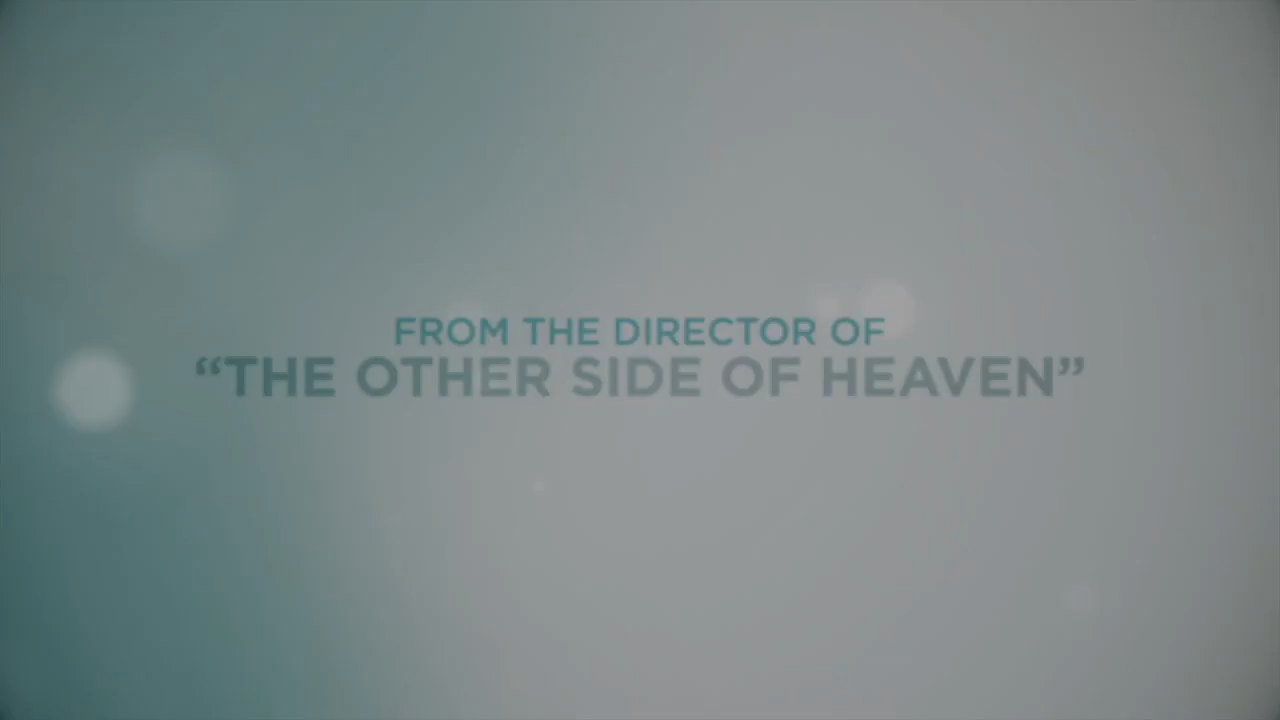 FROM THE DIRECTOR OF
“THE OTHER SIDE OF HEAVEN”